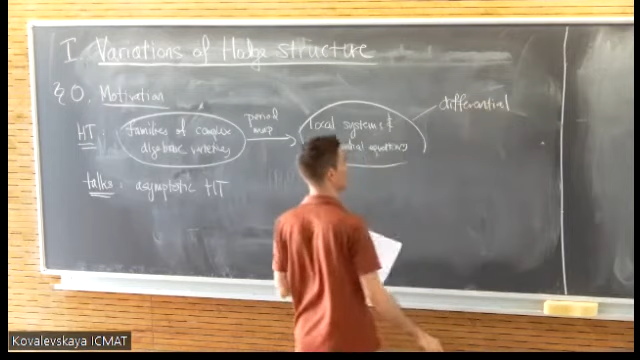 I. Variations of Hodge structure
§ 0. Motivation
HT: families of complex algebraic varieties
period map
local systems &
equations
differential
talks: asymptotic HT
Kovalevskaya ICMAT